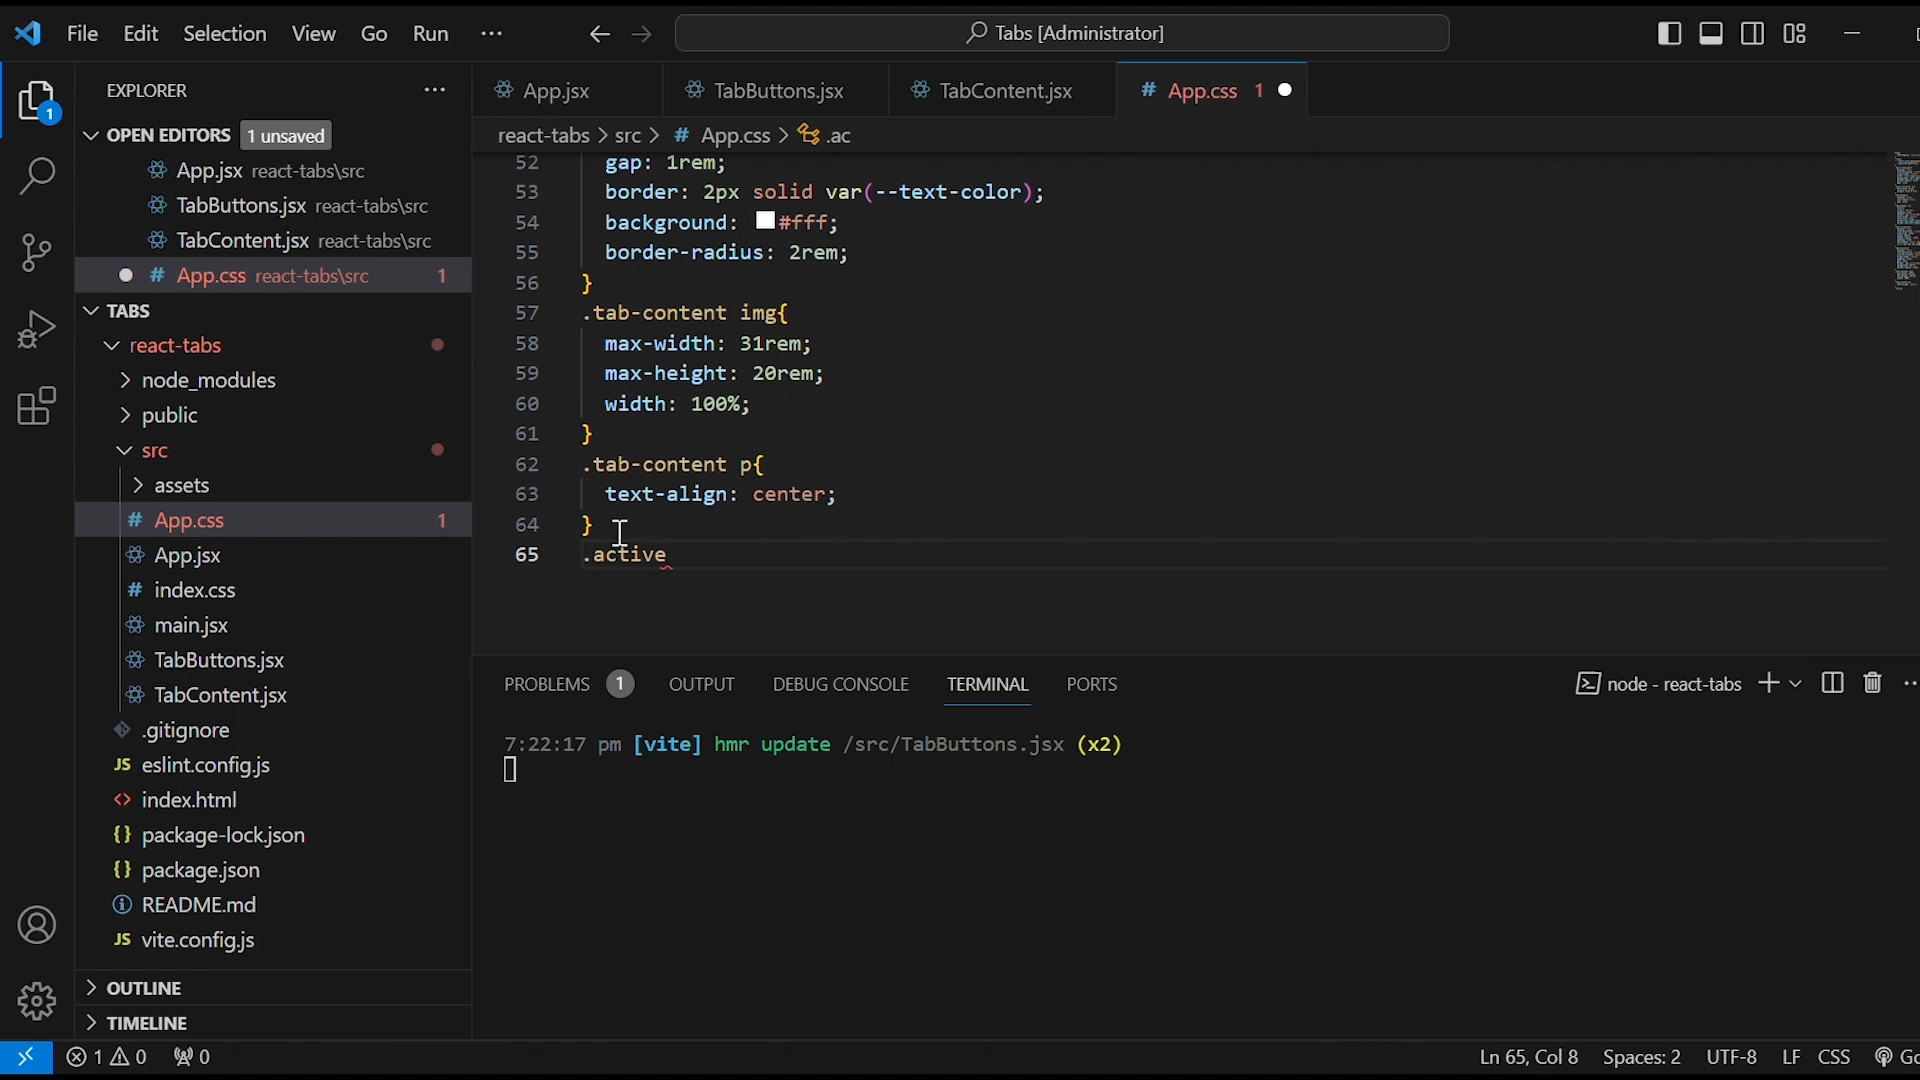 File Edit Selection View Go Run ··· Tabs [Administrator]
EXPLORER ···
OPEN EDITORS 1 unsaved
App.jsx react-tabs\src
TabButtons.jsx react-tabs\src
TabContent.jsx react-tabs\src
# App.css react-tabs\src 1
TABS
react-tabs
node_modules
public
src
assets
# App.css 1
App.jsx
# index.css
main.jsx
TabButtons.jsx
TabContent.jsx
.gitignore
JS eslint.config.js
<> index.html
{} package-lock.json
{} package.json
README.md
JS vite.config.js
OUTLINE
TIMELINE
App.jsx TabButtons.jsx TabContent.jsx # App.css 1
react-tabs > src > # App.css > .ac
52 gap: 1rem;
53 border: 2px solid var(--text-color);
54 background: #fff;
55 border-radius: 2rem;
56 }
57 .tab-content img{
58 max-width: 31rem;
59 max-height: 20rem;
60 width: 100%;
61 }
62 .tab-content p{
63 text-align: center;
64 }
65 .active
PROBLEMS 1 OUTPUT DEBUG CONSOLE TERMINAL PORTS node - react-tabs
7:22:17 pm [vite] hmr update /src/TabButtons.jsx (x2)
1 0 0 Ln 65, Col 8 Spaces: 2 UTF-8 LF CSS Go